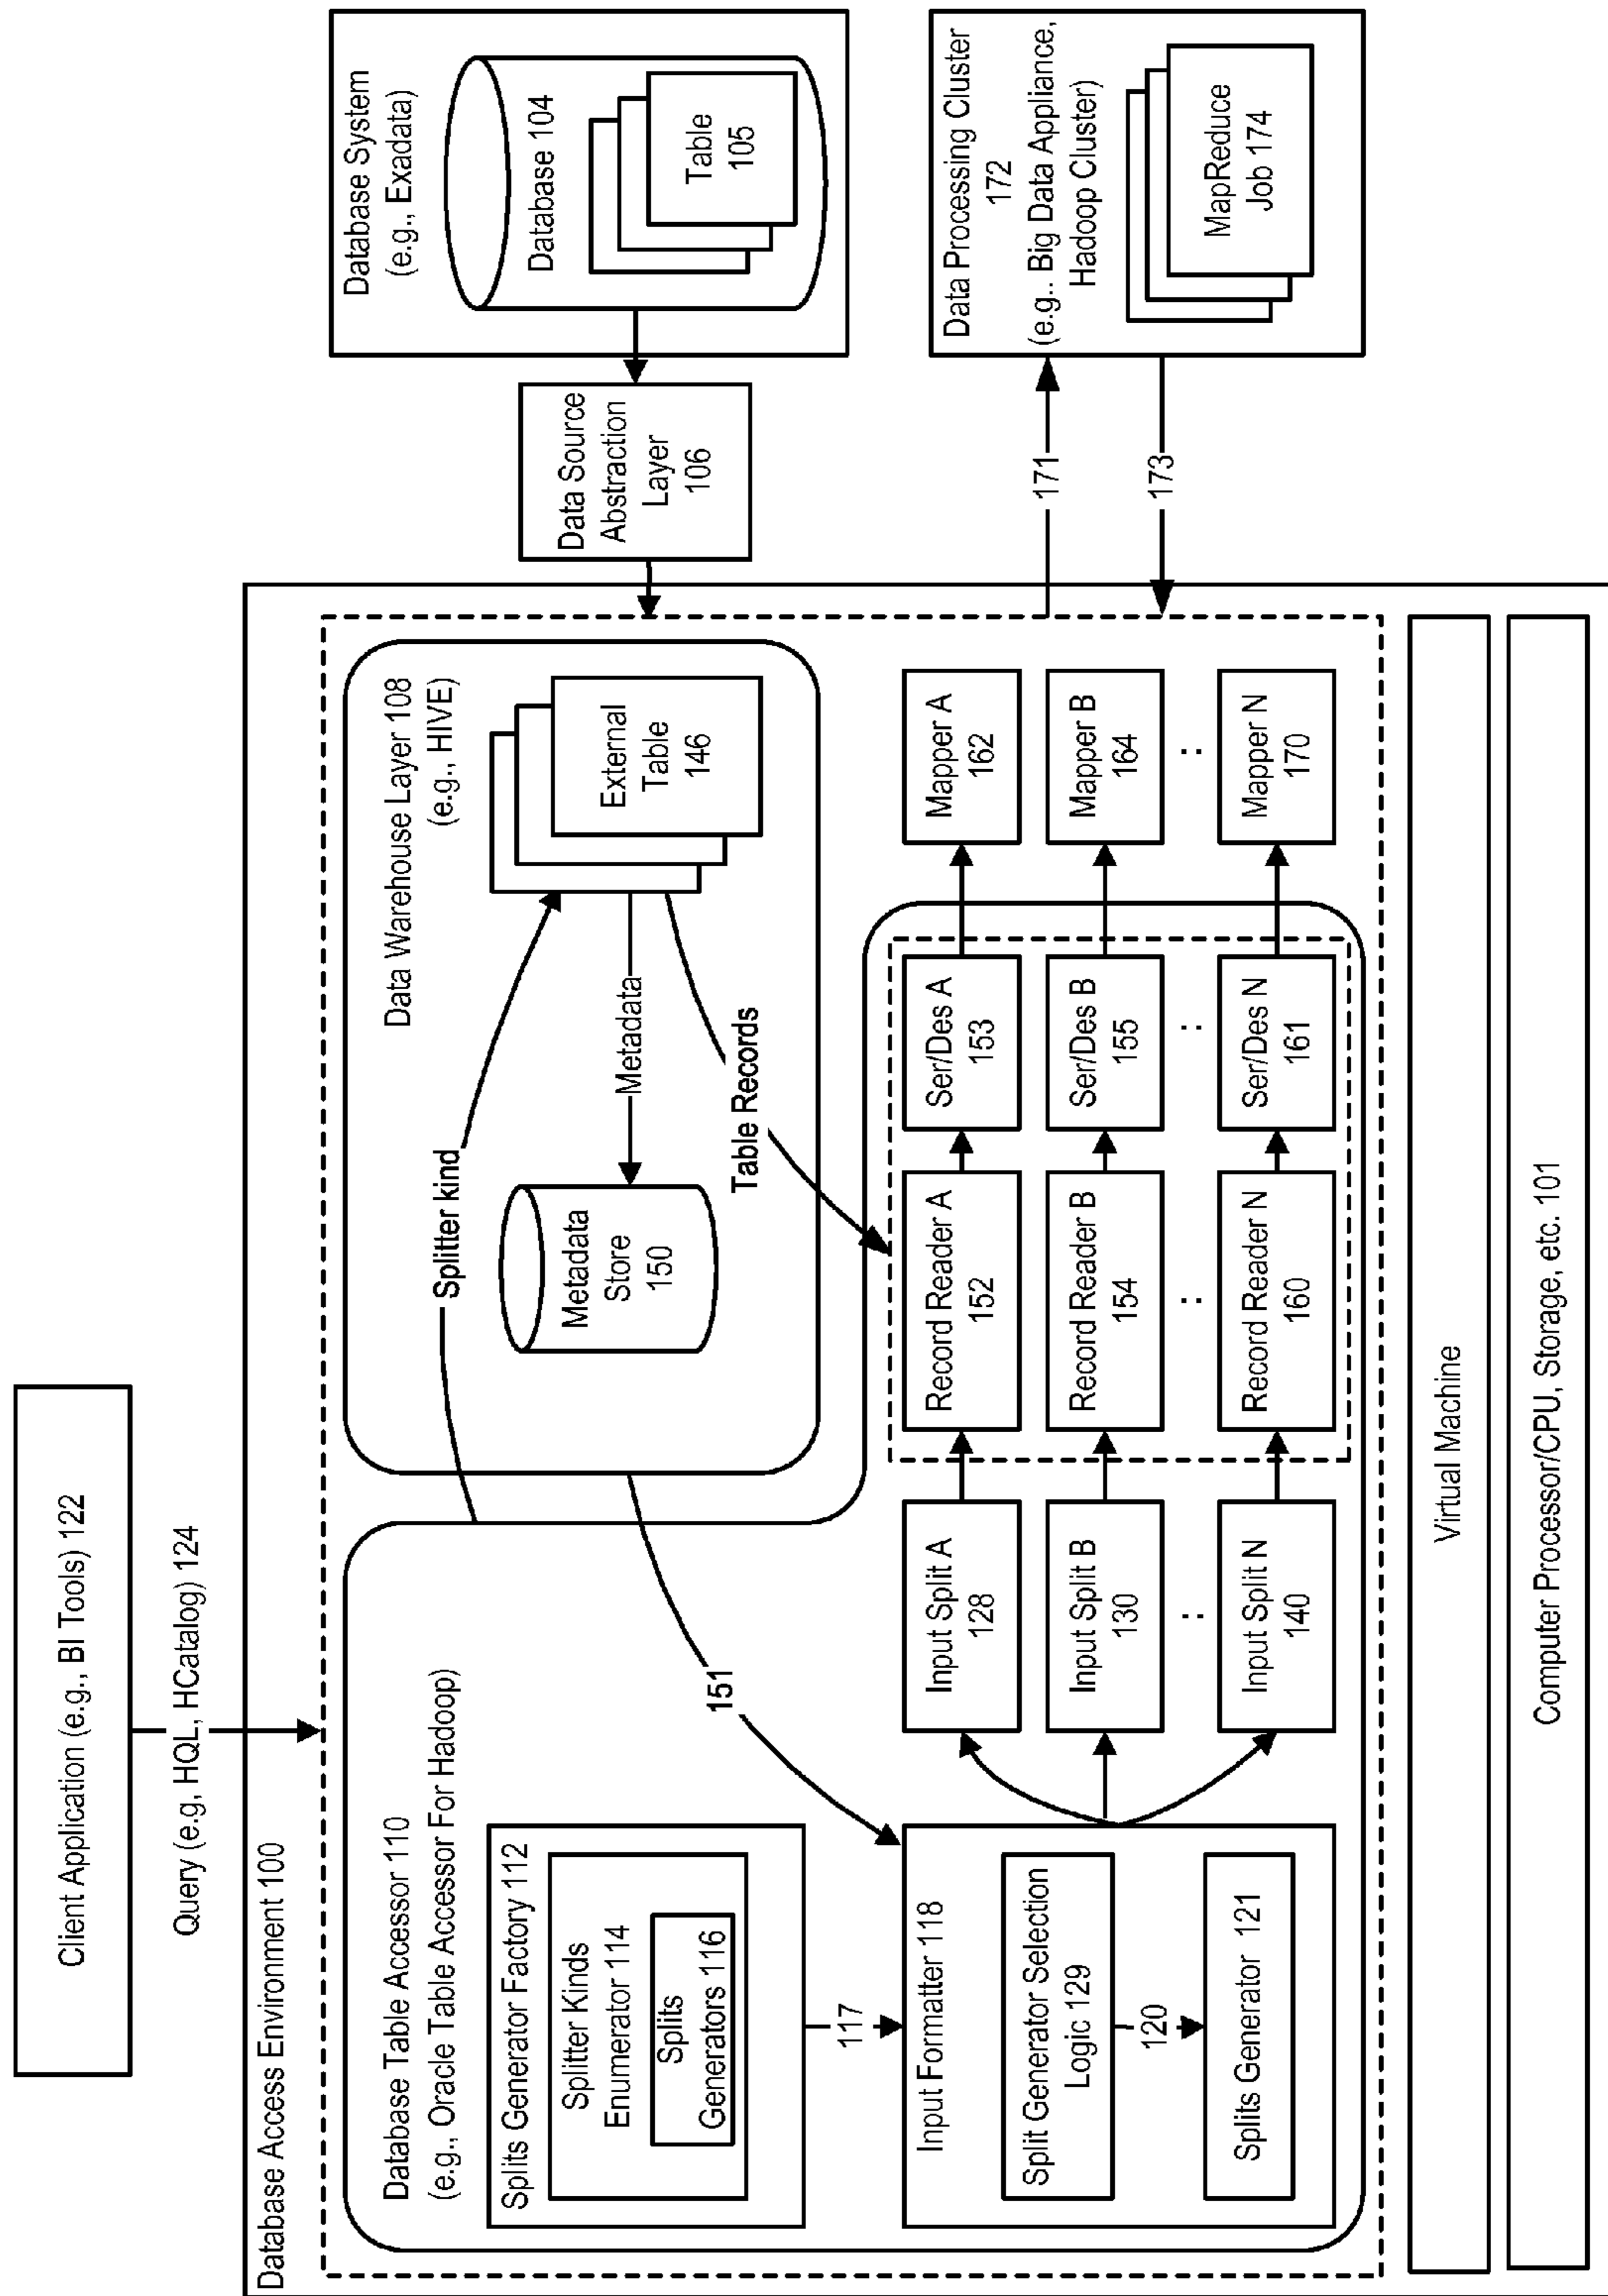 Client Application (e.g., BI Tools) 122
Query (e.g, HQL, HCatalog) 124
Database Access Environment 100
Database Table Accessor 110
(e.g., Oracle Table Accessor For Hadoop)
Splits Generator Factory 112
Splitter Kinds
Enumerator 114
Splits
Generators 116
117
Input Formatter 118
Split Generator Selection
Logic 129
120
Splits Generator 121
151
Splitter kind
Data Warehouse Layer 108
(e.g., HIVE)
Metadata
Store
150
Metadata
External
Table
146
Table Records
Input Split A
128
Input Split B
130
:
Input Split N
140
Record Reader A
152
Record Reader B
154
:
Record Reader N
160
Ser/Des A
153
Ser/Des B
155
:
Ser/Des N
161
Mapper A
162
Mapper B
164
:
Mapper N
170
Data Source
Abstraction
Layer
106
Database System
(e.g., Exadata)
Database 104
Table
105
171
173
Data Processing Cluster
172
(e.g.. Big Data Appliance,
Hadoop Cluster)
MapReduce
Job 174
Virtual Machine
Computer Processor/CPU, Storage, etc. 101